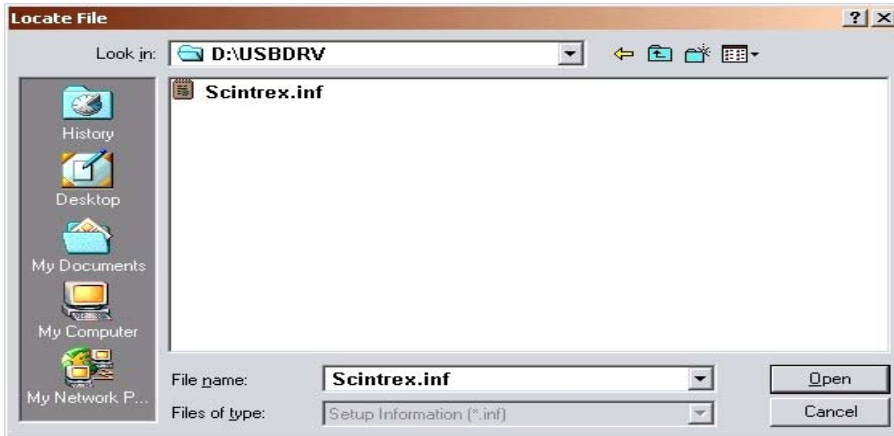 Locate File
Look in: D:\USBDRV
Scintrex.inf
History
Desktop
My Documents
My Computer
My Network P...
File name: Scintrex.inf
Open
Files of type: Setup Information (*.inf)
Cancel